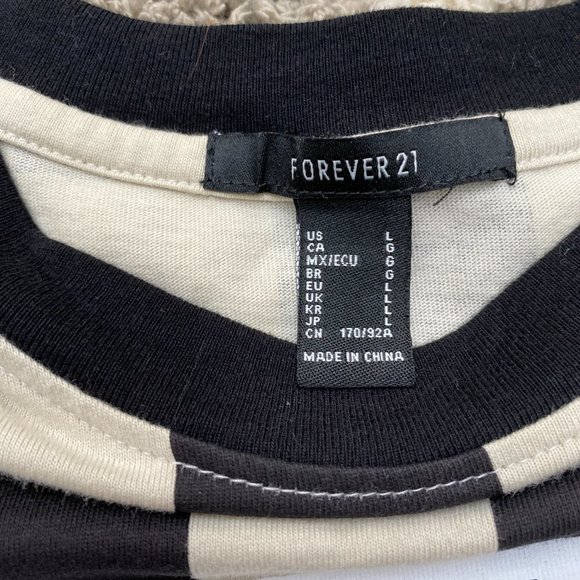 FOREVER 21
US L
CA G
MX/ECU G
BR G
EU L
UK L
KR L
JP L
CN 170/92A
MADE IN CHINA